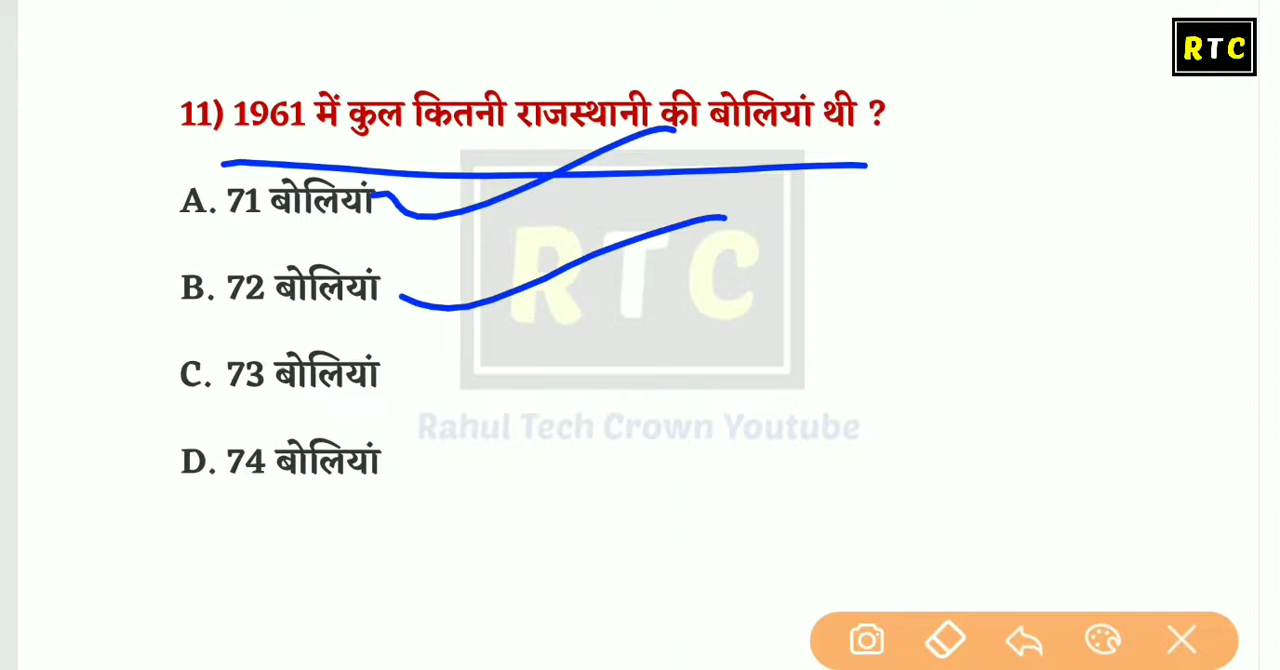 RTC
11) 1961 में कुल कितनी राजस्थानी की बोलियां थी ?
A. 71 बोलियां
B. 72 बोलियां
RTC
C. 73 बोलियां
Rahul Tech Crown Youtube
D. 74 बोलियां